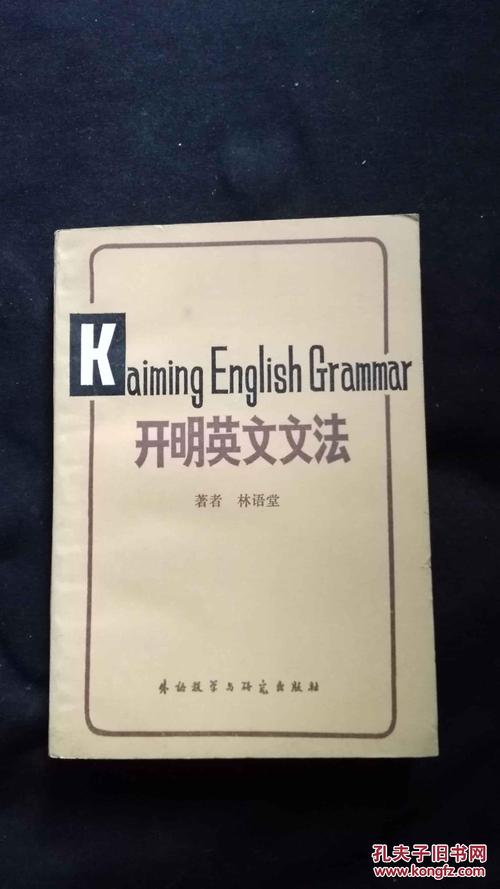 Kaiming English Grammar
开明英文文法
著者 林语堂
外语教学与研究出版社
孔夫子旧书网
www.kongfz.com